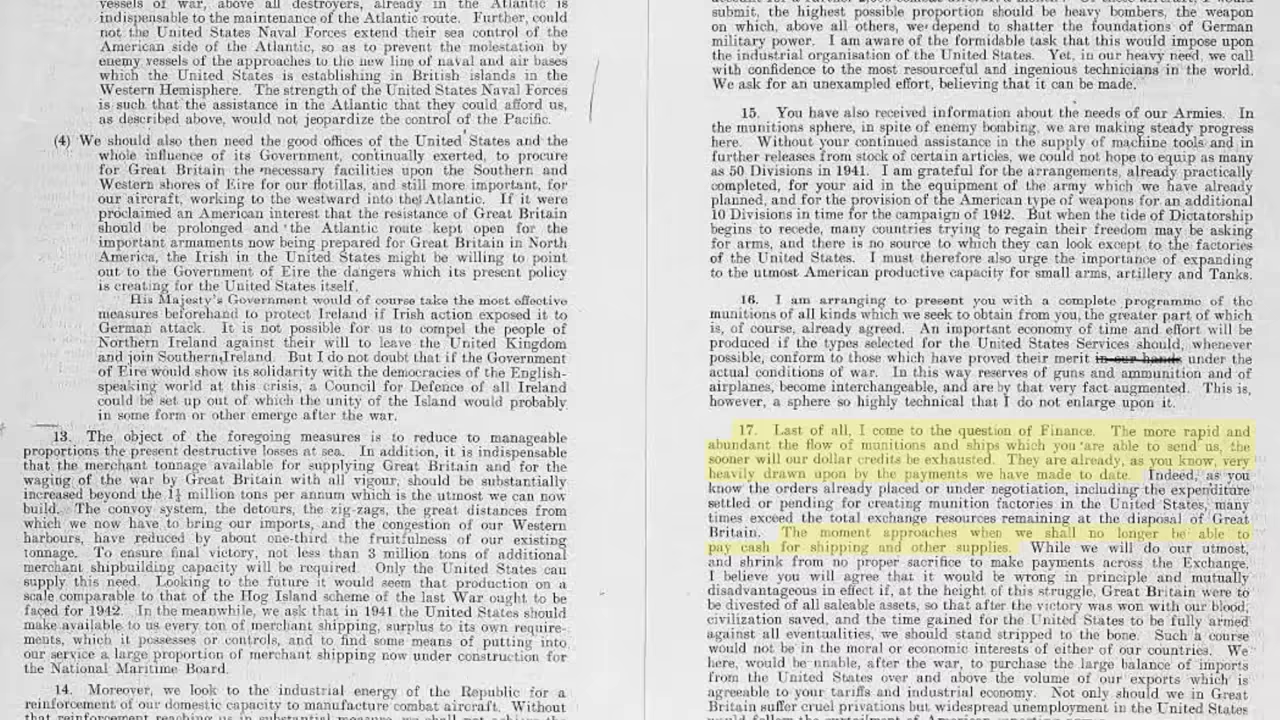 vessels of war, above all destroyers, already in the Atlantic is
indispensable to the maintenance of the Atlantic route. Further, could
not the United States Naval Forces extend their sea control of the
American side of the Atlantic, so as to prevent the molestation by
enemy vessels of the approaches to the new line of naval and air bases
which the United States is establishing in British islands in the
Western Hemisphere. The strength of the United States Naval Forces
is such that the assistance in the Atlantic that they could afford us,
as described above, would not jeopardize the control of the Pacific.
(4) We should also then need the good offices of the United States and the
whole influence of its Government, continually exerted, to procure
for Great Britain the necessary facilities upon the Southern and
Western shores of Eire for our flotillas, and still more important, for
our aircraft, working to the westward into the Atlantic. If it were
proclaimed an American interest that the resistance of Great Britain
should be prolonged and the Atlantic route kept open for the
important armaments now being prepared for Great Britain in North
America, the Irish in the United States might be willing to point
out to the Government of Eire the dangers which its present policy
is creating for the United States itself.
His Majesty's Government would of course take the most effective
measures beforehand to protect Ireland if Irish action exposed it to
German attack. It is not possible for us to compel the people of
Northern Ireland against their will to leave the United Kingdom
and join Southern Ireland. But I do not doubt that if the Government
of Eire would show its solidarity with the democracies of the English-
speaking world at this crisis, a Council for Defence of all Ireland
could be set up out of which the unity of the Island would probably
in some form or other emerge after the war.
13. The object of the foregoing measures is to reduce to manageable
proportions the present destructive losses at sea. In addition, it is indispensable
that the merchant tonnage available for supplying Great Britain and for the
waging of the war by Great Britain with all vigour, should be substantially
increased beyond the 1¼ million tons per annum which is the utmost we can now
build. The convoy system, the detours, the zig-zags, the great distances from
which we now have to bring our imports, and the congestion of our Western
harbours, have reduced by about one-third the fruitfulness of our existing
tonnage. To ensure final victory, not less than 3 million tons of additional
merchant shipbuilding capacity will be required. Only the United States can
supply this need. Looking to the future it would seem that production on a
scale comparable to that of the Hog Island scheme of the last War ought to be
faced for 1942. In the meanwhile, we ask that in 1941 the United States should
make available to us every ton of merchant shipping, surplus to its own require-
ments, which it possesses or controls, and to find some means of putting into
our service a large proportion of merchant shipping now under construction for
the National Maritime Board.
14. Moreover, we look to the industrial energy of the Republic for a
reinforcement of our domestic capacity to manufacture combat aircraft. Without
that reinforcement reaching us in substantial measure, we shall not achieve the
submit, the highest possible proportion should be heavy bombers, the weapon
on which, above all others, we depend to shatter the foundations of German
military power. I am aware of the formidable task that this would impose upon
the industrial organisation of the United States. Yet, in our heavy need, we call
with confidence to the most resourceful and ingenious technicians in the world.
We ask for an unexampled effort, believing that it can be made.
15. You have also received information about the needs of our Armies. In
the munitions sphere, in spite of enemy bombing, we are making steady progress
here. Without your continued assistance in the supply of machine tools and in
further releases from stock of certain articles, we could not hope to equip as many
as 50 Divisions in 1941. I am grateful for the arrangements, already practically
completed, for your aid in the equipment of the army which we have already
planned, and for the provision of the American type of weapons for an additional
10 Divisions in time for the campaign of 1942. But when the tide of Dictatorship
begins to recede, many countries trying to regain their freedom may be asking
for arms, and there is no source to which they can look except to the factories
of the United States. I must therefore also urge the importance of expanding
to the utmost American productive capacity for small arms, artillery and Tanks.
16. I am arranging to present you with a complete programme of the
munitions of all kinds which we seek to obtain from you, the greater part of which
is, of course, already agreed. An important economy of time and effort will be
produced if the types selected for the United States Services should, whenever
possible, conform to those which have proved their merit in our hands under the
actual conditions of war. In this way reserves of guns and ammunition and of
airplanes, become interchangeable, and are by that very fact augmented. This is,
however, a sphere so highly technical that I do not enlarge upon it.
17. Last of all, I come to the question of Finance. The more rapid and
abundant the flow of munitions and ships which you are able to send us, the
sooner will our dollar credits be exhausted. They are already, as you know, very
heavily drawn upon by the payments we have made to date. Indeed, as you
know the orders already placed or under negotiation, including the expenditure
settled or pending for creating munition factories in the United States, many
times exceed the total exchange resources remaining at the disposal of Great
Britain. The moment approaches when we shall no longer be able to
pay cash for shipping and other supplies. While we will do our utmost,
and shrink from no proper sacrifice to make payments across the Exchange,
I believe you will agree that it would be wrong in principle and mutually
disadvantageous in effect if, at the height of this struggle, Great Britain were to
be divested of all saleable assets, so that after the victory was won with our blood,
civilization saved, and the time gained for the United States to be fully armed
against all eventualities, we should stand stripped to the bone. Such a course
would not be in the moral or economic interests of either of our countries. We
here, would be unable, after the war, to purchase the large balance of imports
from the United States over and above the volume of our exports which is
agreeable to your tariffs and industrial economy. Not only should we in Great
Britain suffer cruel privations but widespread unemployment in the United States